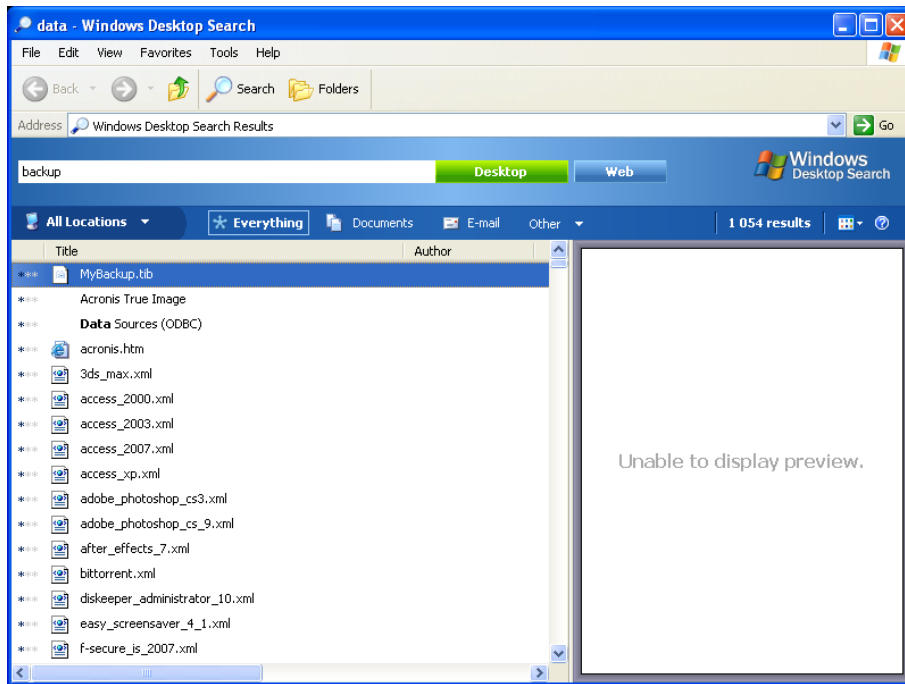 data - Windows Desktop Search
File Edit View Favorites Tools Help
Back Search Folders
Address Windows Desktop Search Results Go
backup Desktop Web Windows Desktop Search
All Locations Everything Documents E-mail Other 1 054 results
Title Author
MyBackup.tib
Acronis True Image
Data Sources (ODBC)
acronis.htm
3ds_max.xml
access_2000.xml
access_2003.xml
access_2007.xml
access_xp.xml
adobe_photoshop_cs3.xml
adobe_photoshop_cs_9.xml
after_effects_7.xml
bittorrent.xml
diskeeper_administrator_10.xml
easy_screensaver_4_1.xml
f-secure_is_2007.xml
Unable to display preview.